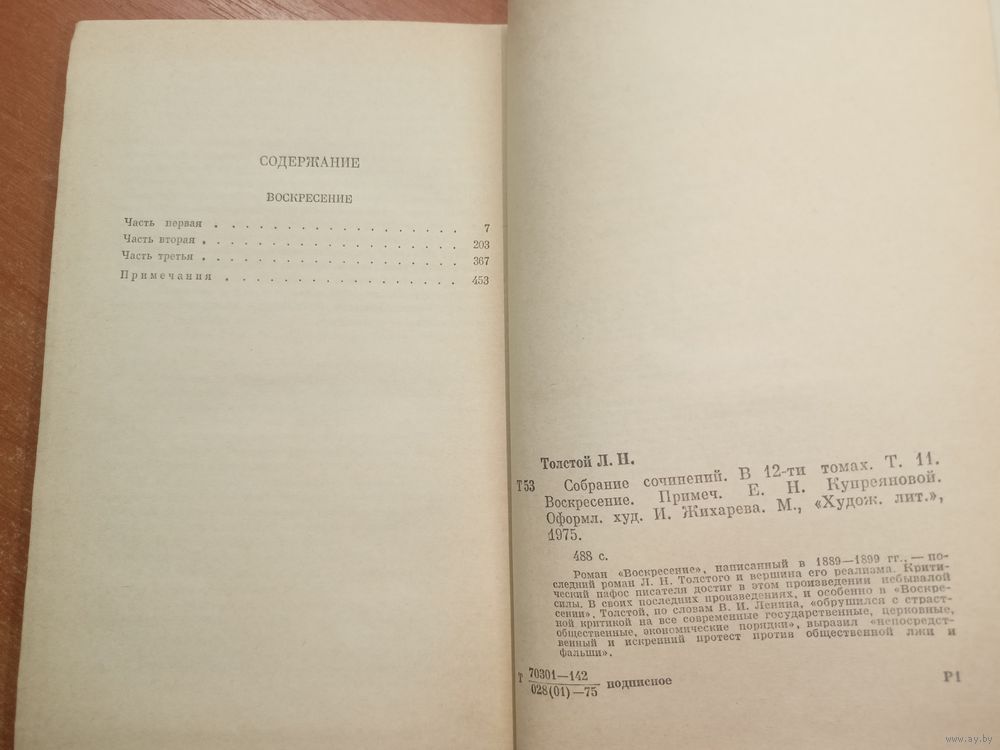 СОДЕРЖАНИЕ
ВОСКРЕСЕНИЕ
Часть первая . . . . . . . . . . . . . . . . . 7
Часть вторая . . . . . . . . . . . . . . . . . 203
Часть третья . . . . . . . . . . . . . . . . . 367
Примечания . . . . . . . . . . . . . . . . . 453
Толстой Л. Н.
Т53 Собрание сочинений. В 12-ти томах. Т. 11.
Воскресение. Примеч. Е. Н. Купреяновой.
Оформл. худ. И. Жихарева. М., «Худож. лит.»,
1975.
488 с.
Роман «Воскресение», написанный в 1889—1899 гг.,— по-
следний роман Л. Н. Толстого и вершина его реализма. Крити-
ческий пафос писателя достиг в этом произведении небывалой
силы. В своих последних произведениях, и особенно в «Воскре-
сении», Толстой, по словам В. И. Ленина, «обрушился с страст-
ной критикой на все современные государственные, церковные,
общественные, экономические порядки», выразил «непосредст-
венный и искренний протест против общественной лжи и
фальши».
Т 70301—142
028(01)—75 подписное Р1
www.ay.by